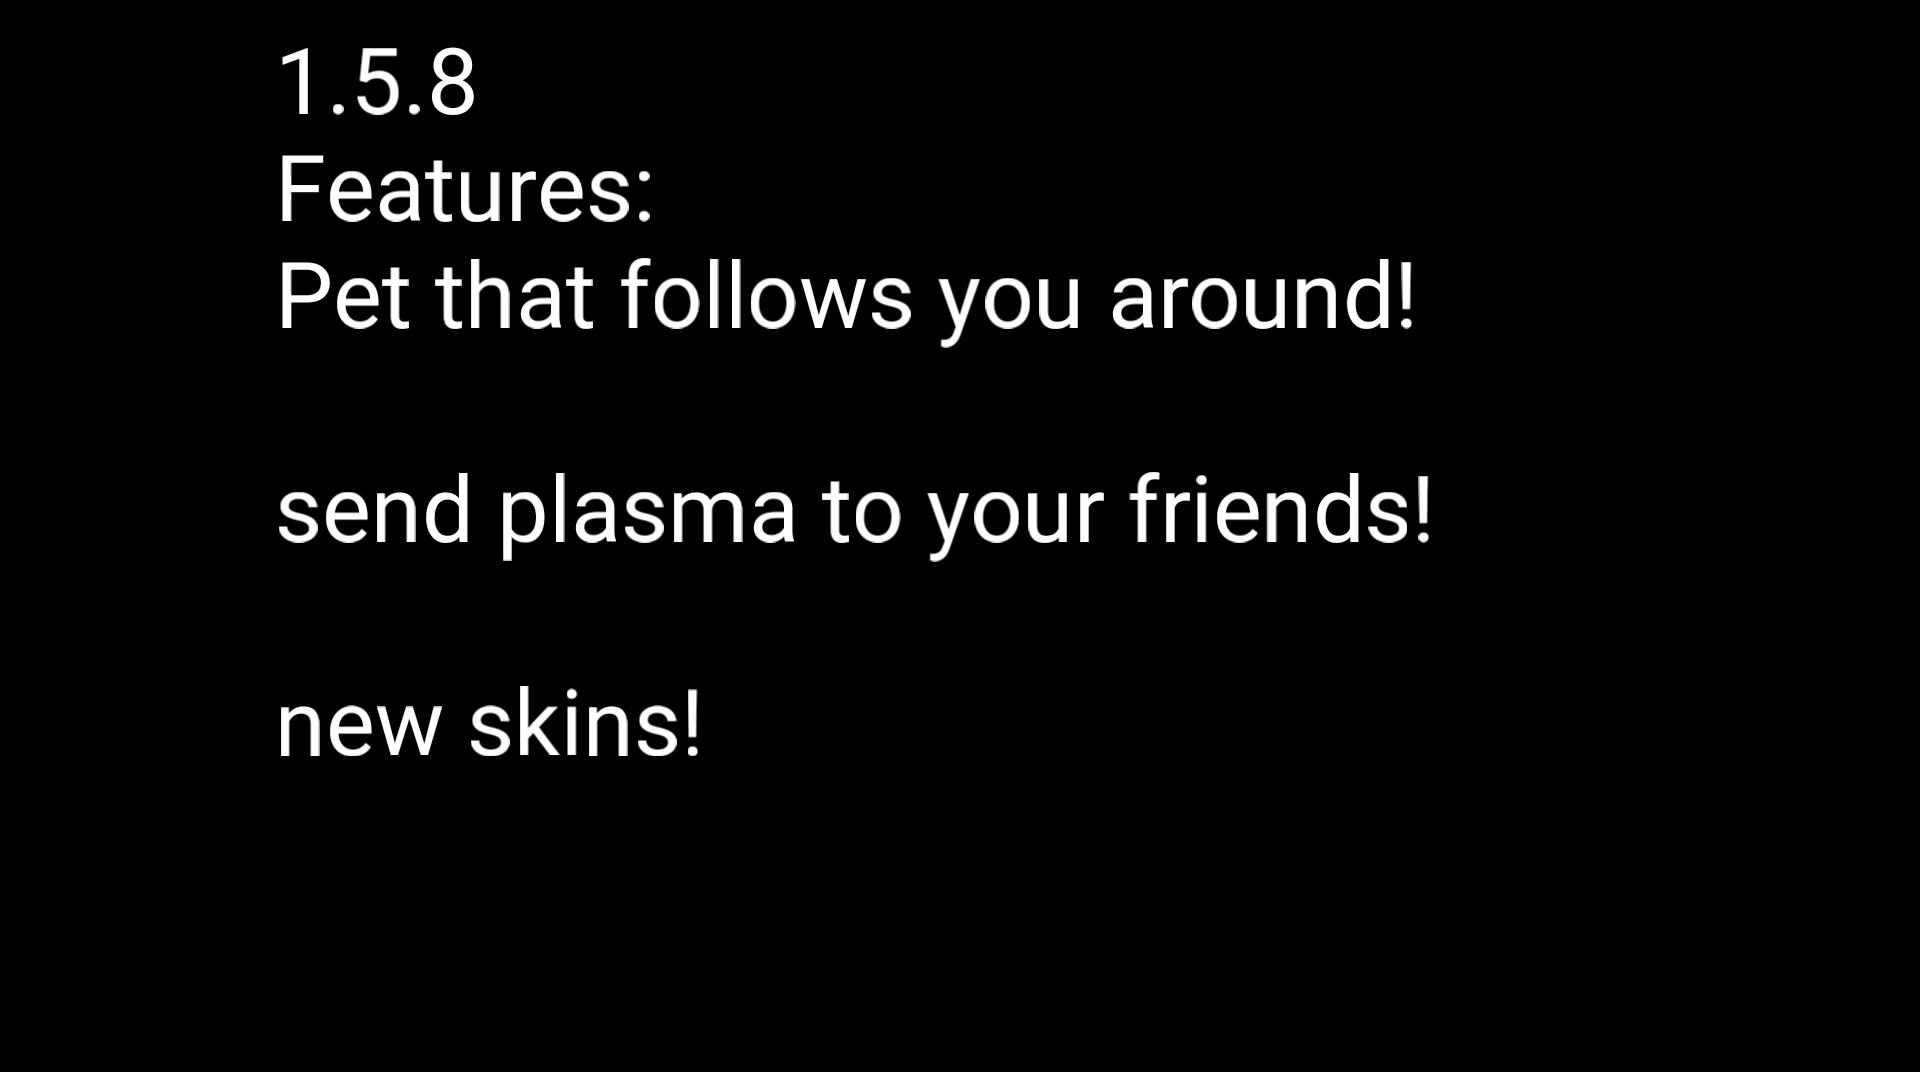 1.5.8
Features:
Pet that follows you around!
send plasma to your friends!
new skins!